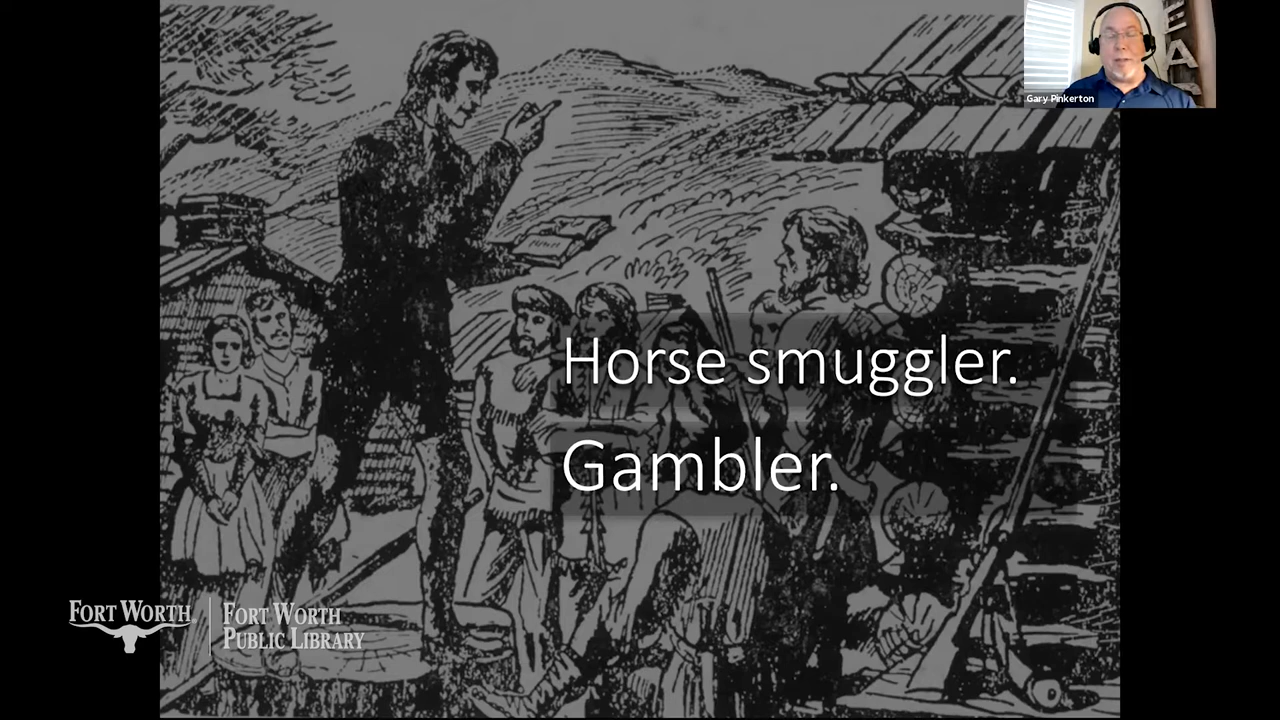 Gary Pinkerton
Horse smuggler.
Gambler.
FORT WORTH
FORT WORTH
PUBLIC LIBRARY